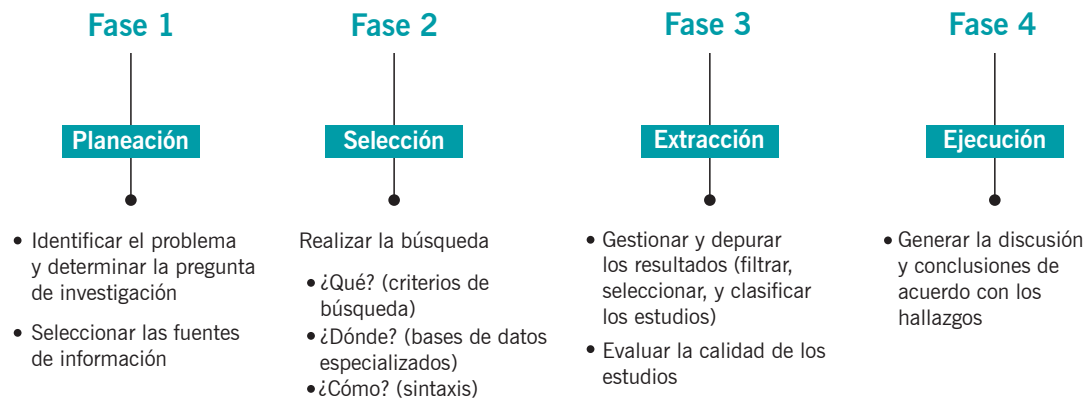 Fase 1
Planeación
• Identificar el problema
y determinar la pregunta
de investigación
• Seleccionar las fuentes
de información
Fase 2
Selección
Realizar la búsqueda
• ¿Qué? (criterios de
búsqueda)
• ¿Dónde? (bases de datos
especializados)
• ¿Cómo? (sintaxis)
Fase 3
Extracción
• Gestionar y depurar
los resultados (filtrar,
seleccionar, y clasificar
los estudios)
• Evaluar la calidad de los
estudios
Fase 4
Ejecución
• Generar la discusión
y conclusiones de
acuerdo con los
hallazgos